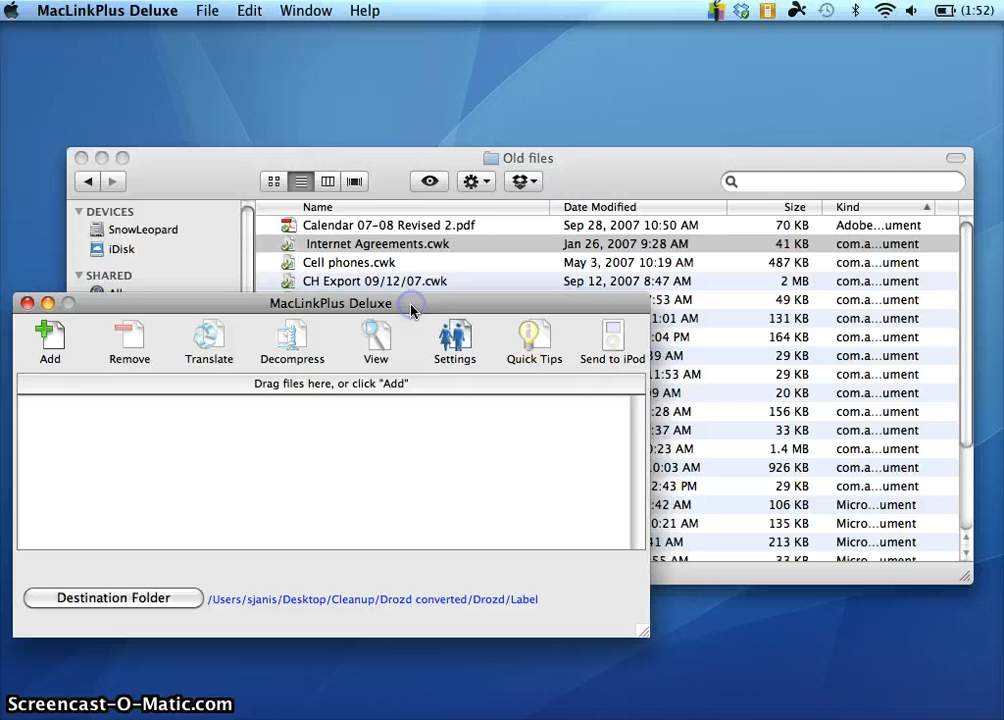 MacLinkPlus Deluxe File Edit Window Help (1:52)
Old files
DEVICES
SnowLeopard
iDisk
SHARED
All
Name Date Modified Size Kind
Calendar 07-08 Revised 2.pdf Sep 28, 2007 10:50 AM 70 KB Adobe...ument
Internet Agreements.cwk Jan 26, 2007 9:28 AM 41 KB com.a...ument
Cell phones.cwk May 3, 2007 10:19 AM 487 KB com.a...ument
CH Export 09/12/07.cwk Sep 12, 2007 8:47 AM 2 MB com.a...ument
:53 AM 49 KB com.a...ument
1:01 AM 131 KB com.a...ument
:04 PM 164 KB com.a...ument
:35 AM 36 KB com.a...ument
11:53 AM 20 KB com.a...ument
09 AM 20 KB com.a...ument
:28 AM 156 KB com.a...ument
33 KB com.a...ument
0:23 AM 1.4 MB com.a...ument
10:03 AM 926 KB com.a...ument
2:43 PM 29 KB com.a...ument
:42 AM 106 KB Micro...ument
0:21 AM 135 KB Micro...ument
41 AM 213 KB Micro...ument
:55 AM 33 KB Micro...ument
MacLinkPlus Deluxe
Add Remove Translate Decompress View Settings Quick Tips Send to iPod
Drag files here, or click "Add"
Destination Folder /Users/sjanis/Desktop/Cleanup/Drozd converted/Drozd/Label
Screencast-O-Matic.com